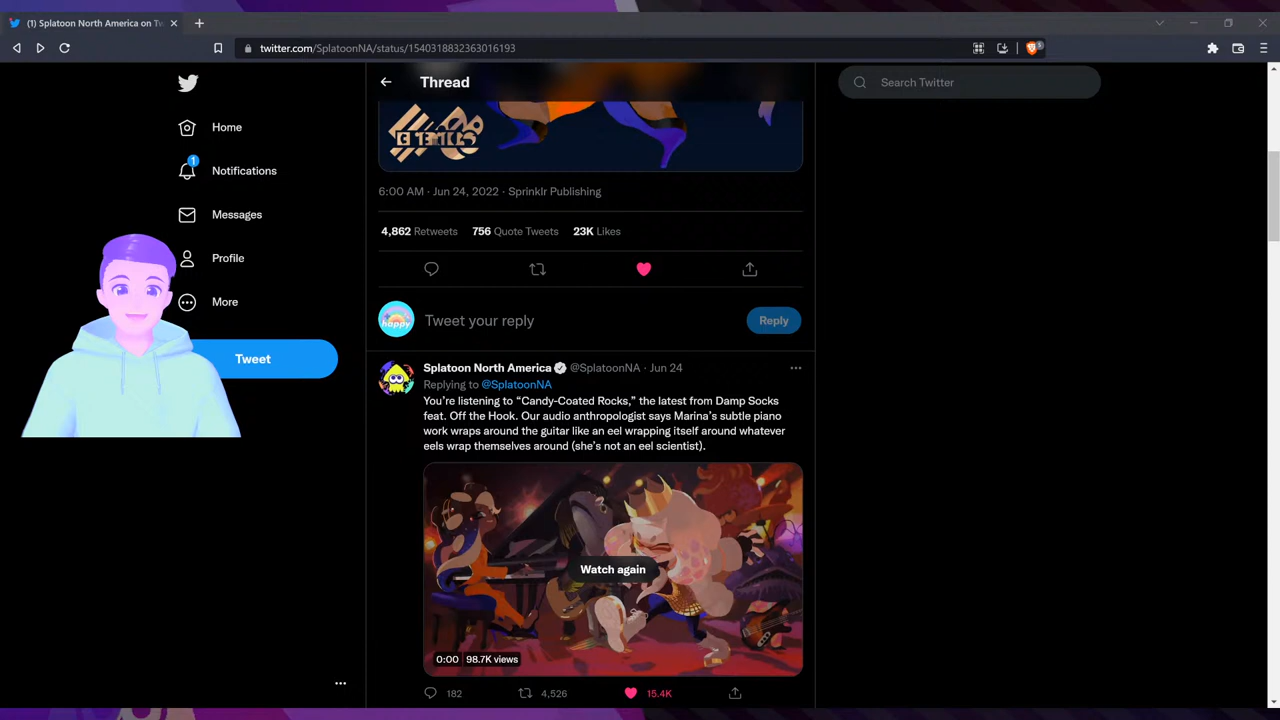 (1) Splatoon North America on Tw
twitter.com/SplatoonNA/status/1540318832363016193
Thread
Search Twitter
Home
Notifications
1
Messages
Profile
More
Tweet
6:00 AM · Jun 24, 2022 · Sprinklr Publishing
4,862 Retweets 756 Quote Tweets 23K Likes
happy
Tweet your reply
Reply
Splatoon North America @SplatoonNA · Jun 24
Replying to @SplatoonNA
You’re listening to “Candy-Coated Rocks,” the latest from Damp Socks
feat. Off the Hook. Our audio anthropologist says Marina’s subtle piano
work wraps around the guitar like an eel wrapping itself around whatever
eels wrap themselves around (she’s not an eel scientist).
Watch again
0:00 98.7K views
182 4,526 15.4K